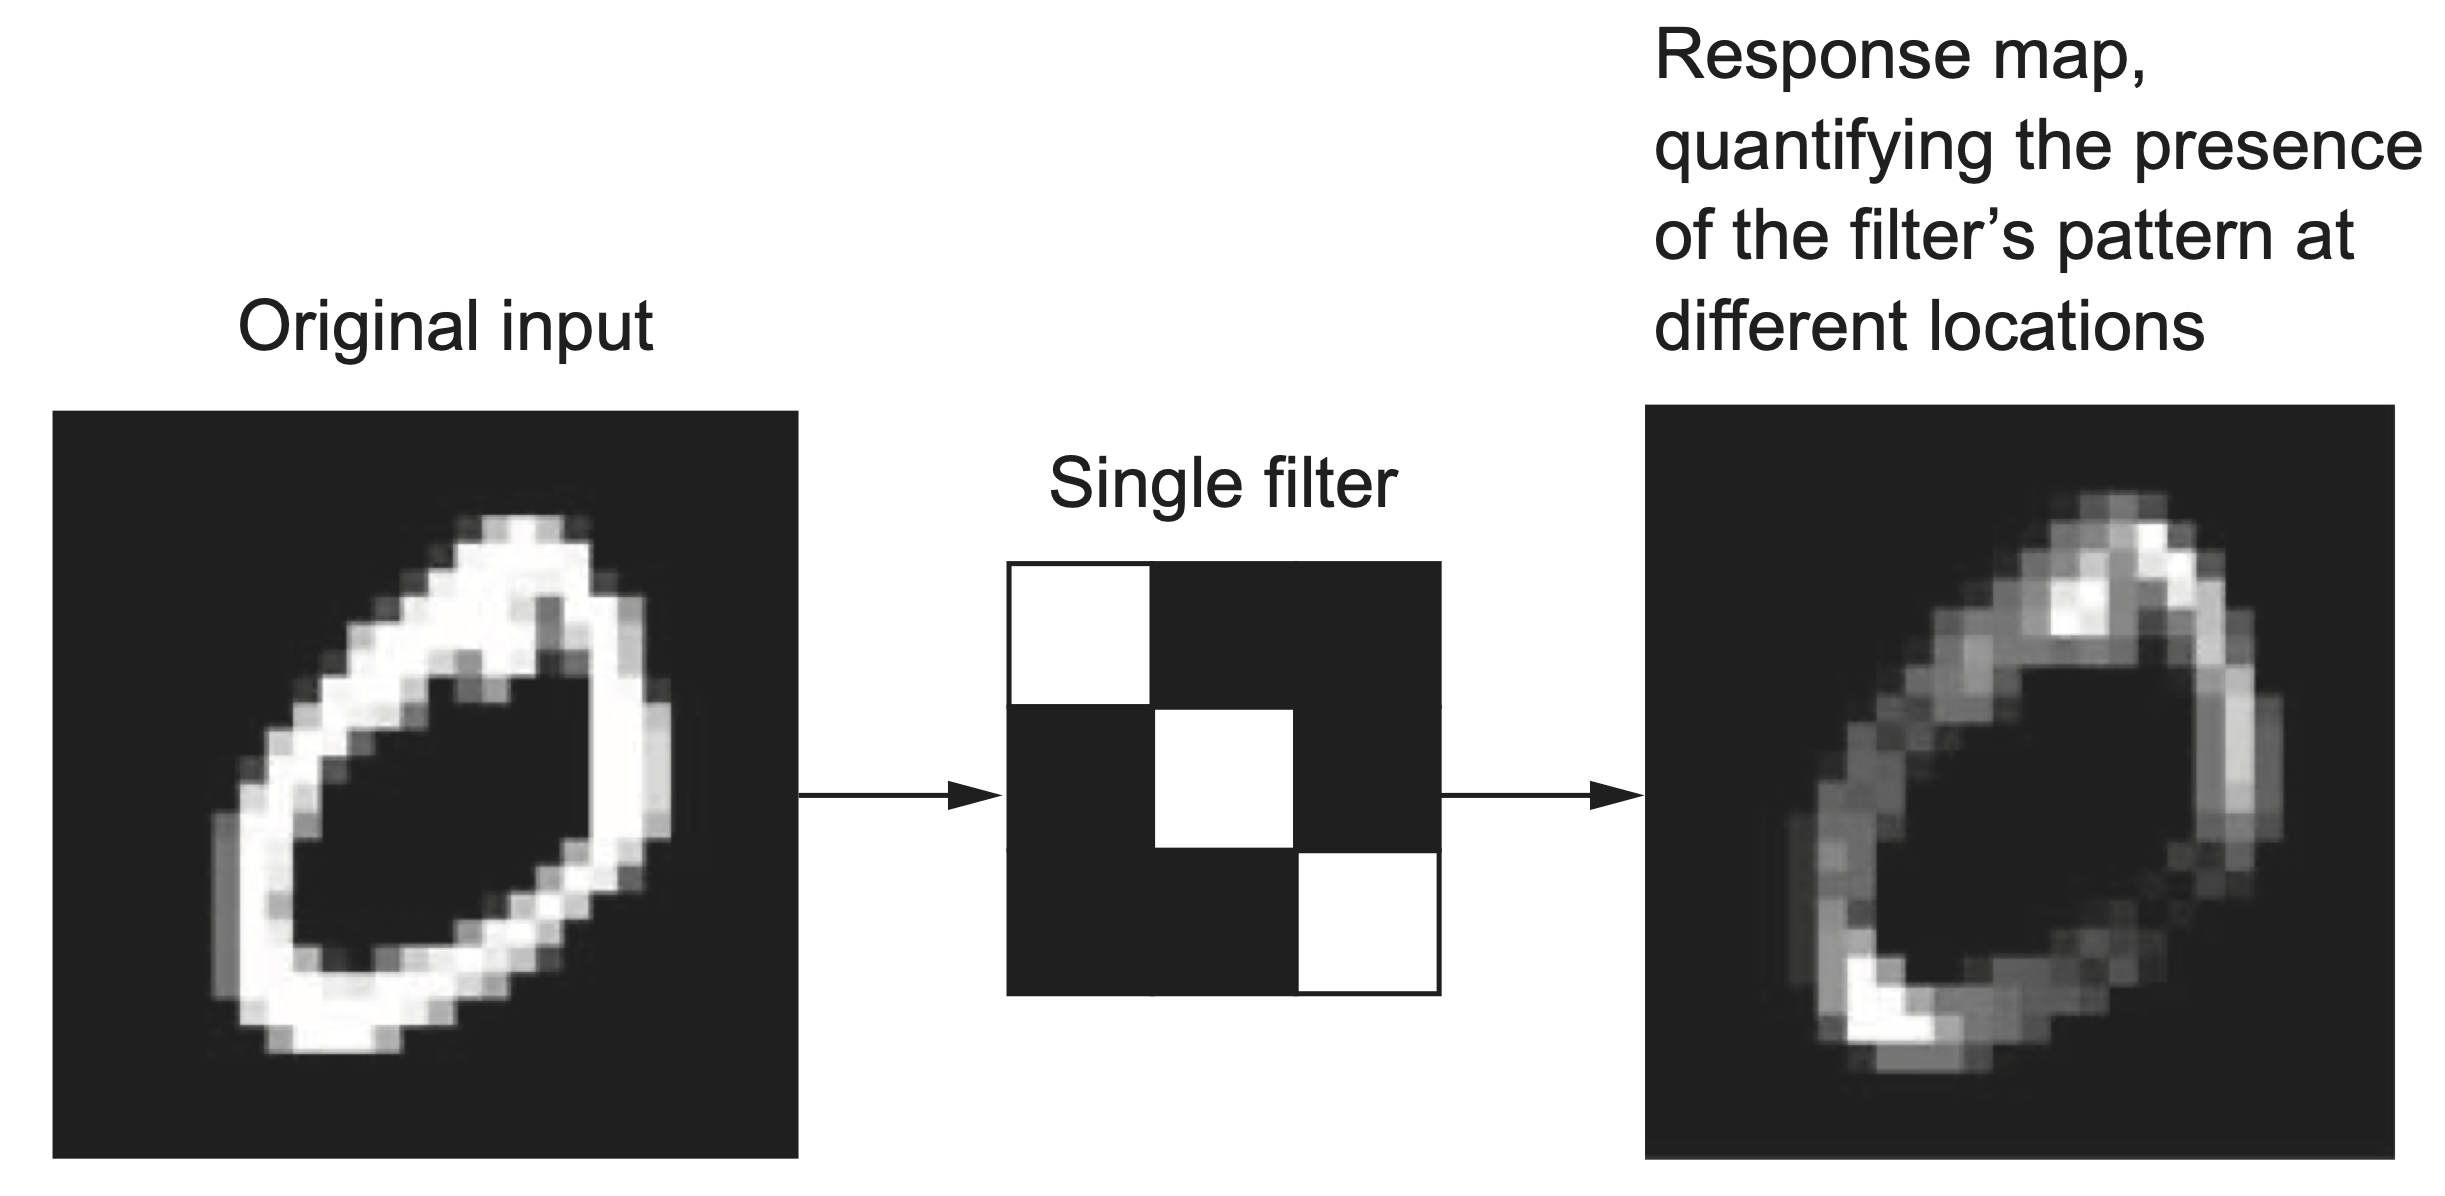 Response map,
quantifying the presence
of the filter’s pattern at
different locations
Original input
Single filter